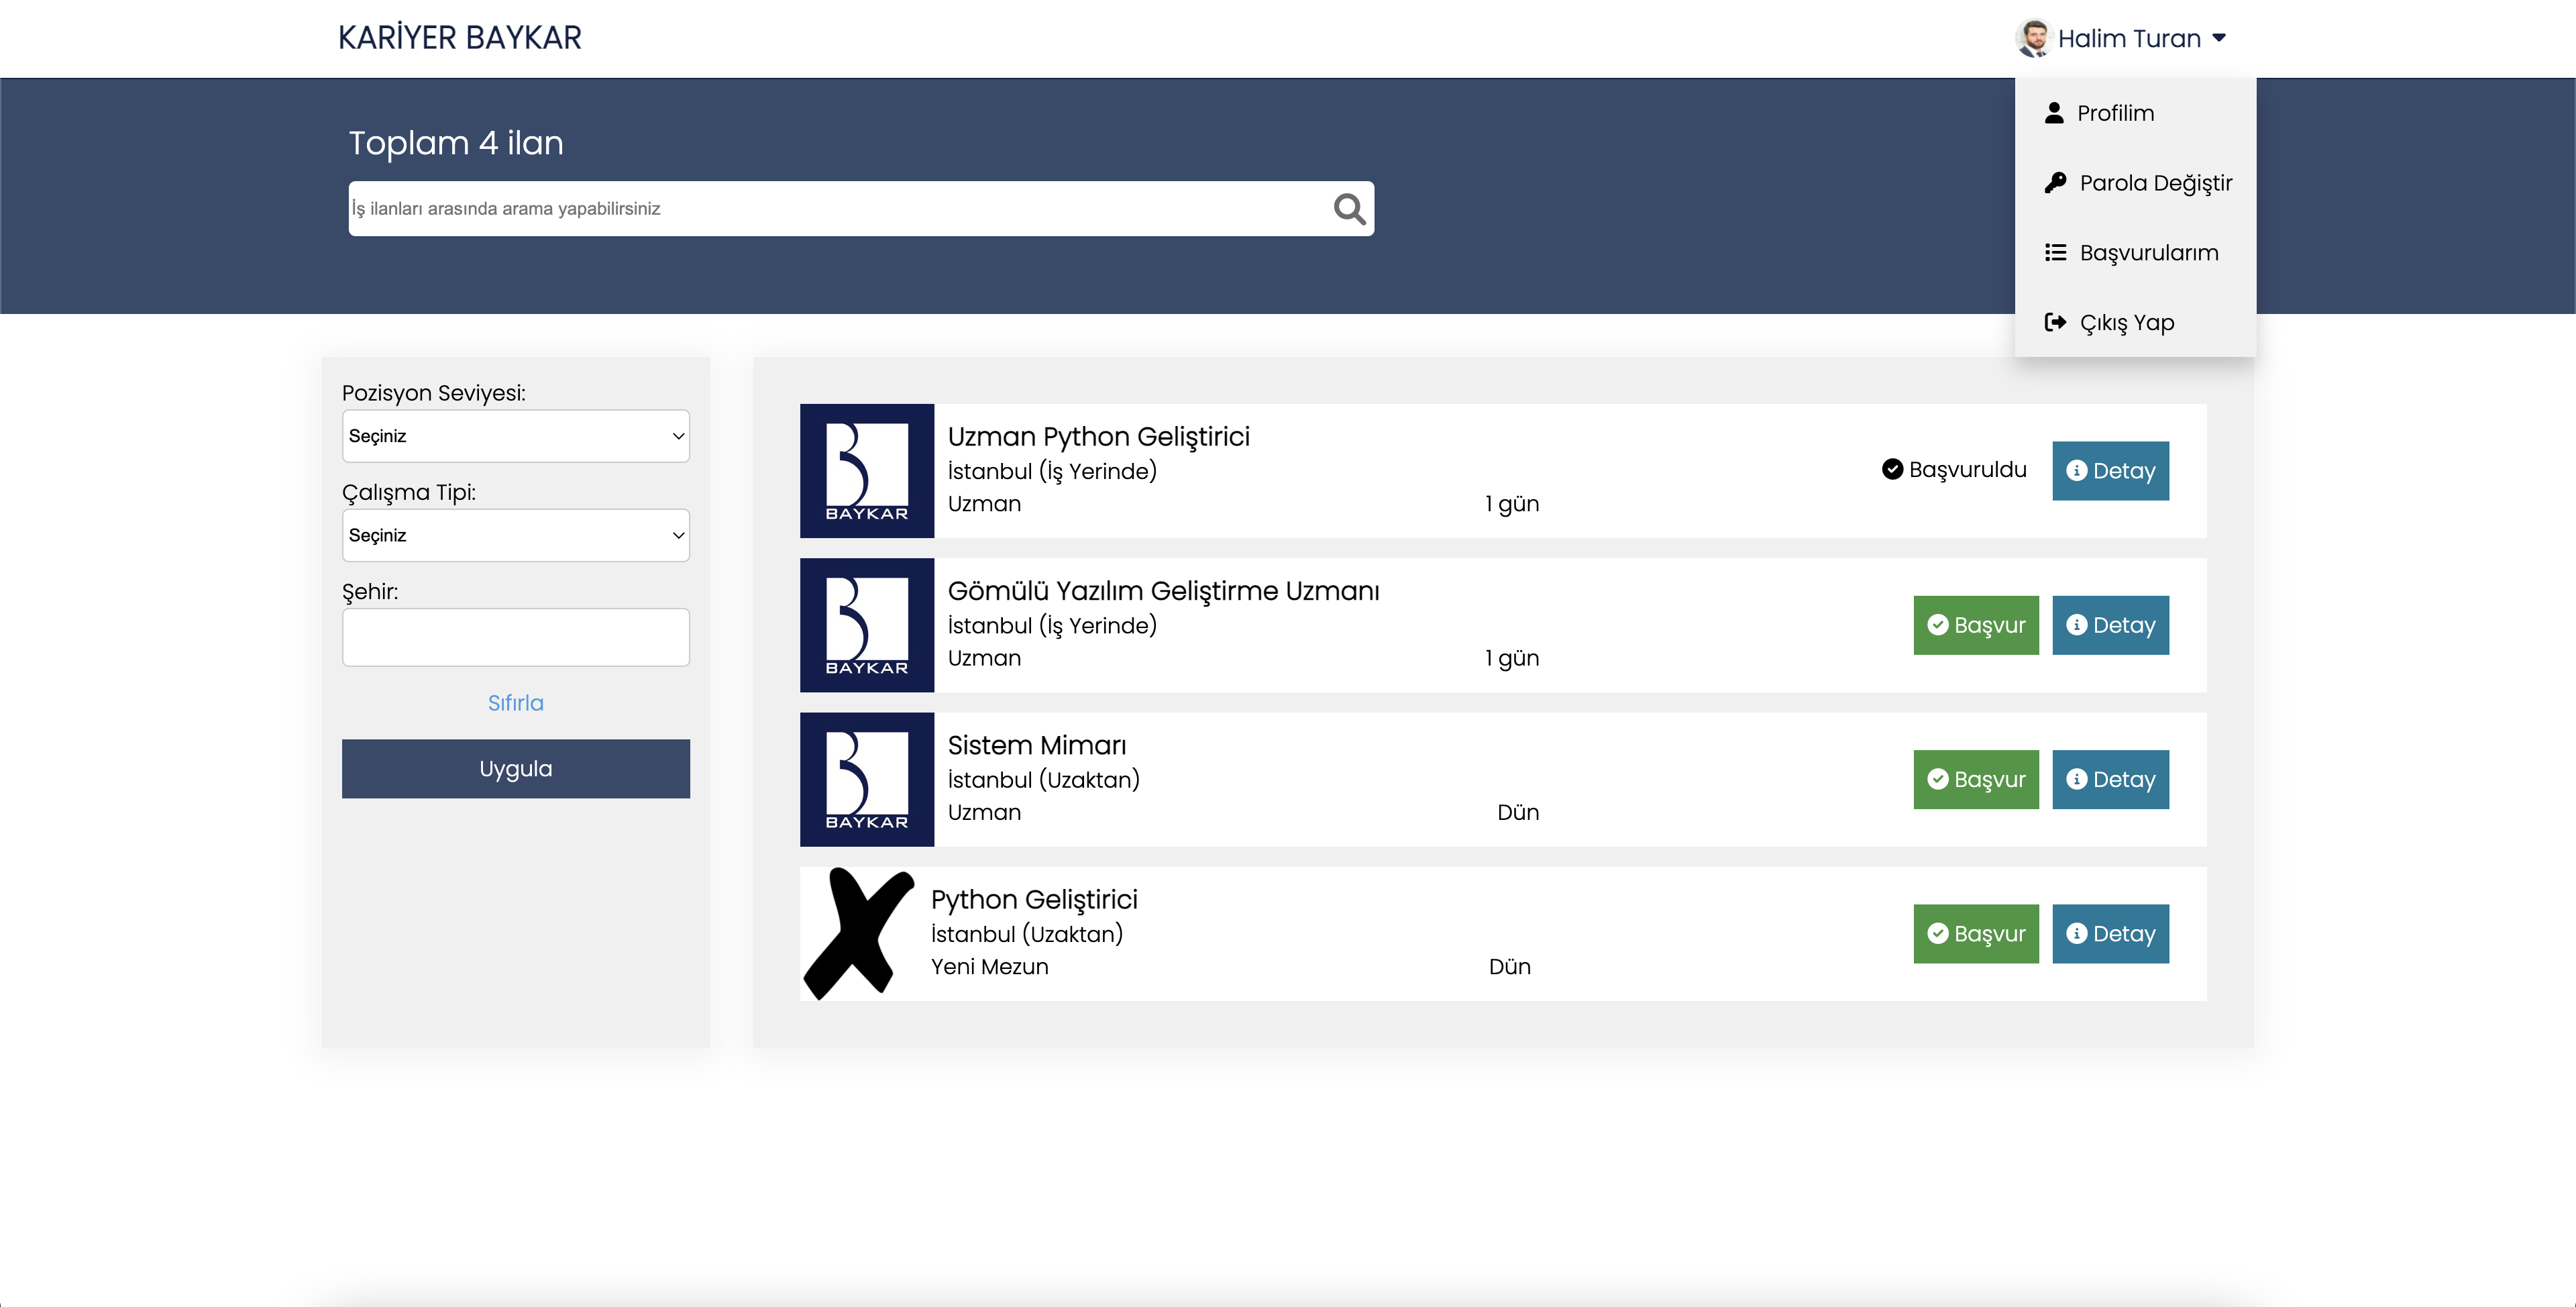 KARİYER BAYKAR
Halim Turan
Profilim
Parola Değiştir
Başvurularım
Çıkış Yap
Toplam 4 ilan
İş ilanları arasında arama yapabilirsiniz
Pozisyon Seviyesi:
Seçiniz
Çalışma Tipi:
Seçiniz
Şehir:
Sıfırla
Uygula
BAYKAR
Uzman Python Geliştirici
İstanbul (İş Yerinde)
Uzman 1 gün
Başvuruldu Detay
BAYKAR
Gömülü Yazılım Geliştirme Uzmanı
İstanbul (İş Yerinde)
Uzman 1 gün
Başvur Detay
BAYKAR
Sistem Mimarı
İstanbul (Uzaktan)
Uzman Dün
Başvur Detay
Python Geliştirici
İstanbul (Uzaktan)
Yeni Mezun Dün
Başvur Detay